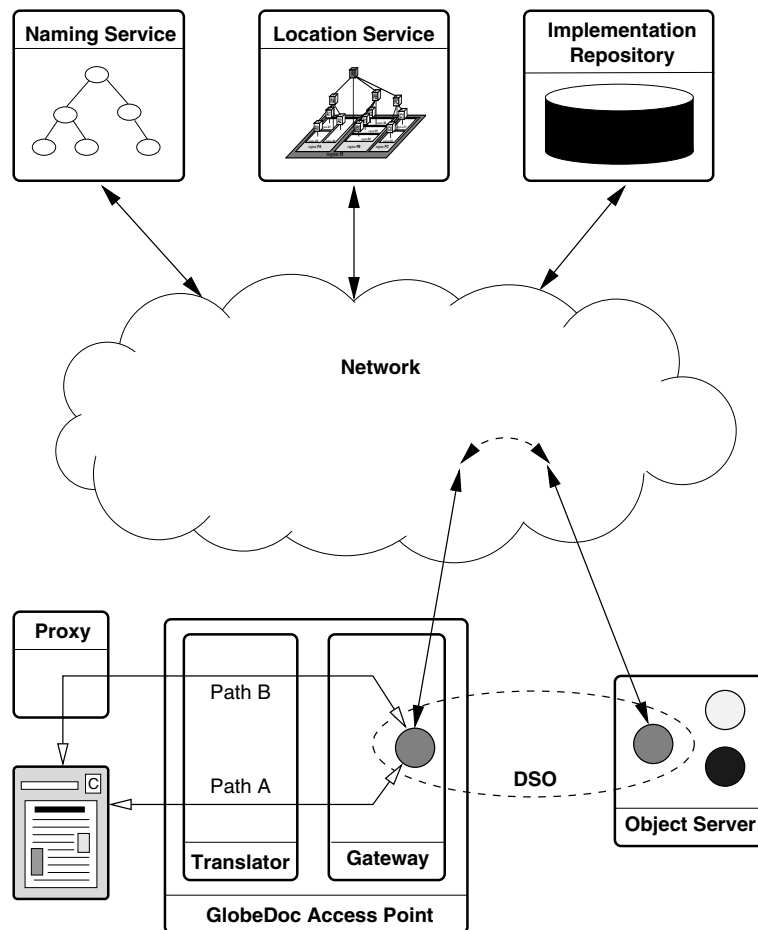 Naming Service
Location Service
Implementation
Repository
Network
Proxy
Path B
Path A
C
DSO
Translator
Gateway
Object Server
GlobeDoc Access Point